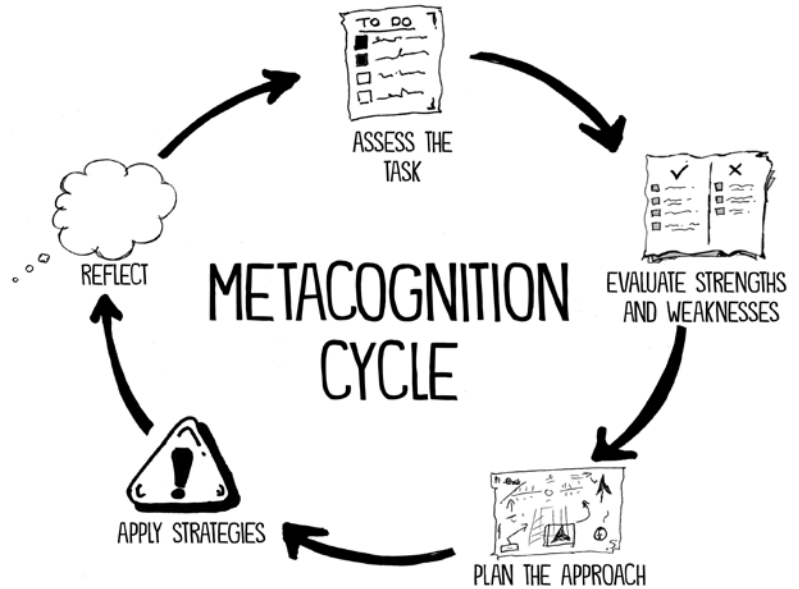 TO DO
ASSESS THE
TASK
EVALUATE STRENGTHS
AND WEAKNESSES
PLAN THE APPROACH
APPLY STRATEGIES
REFLECT
METACOGNITION
CYCLE